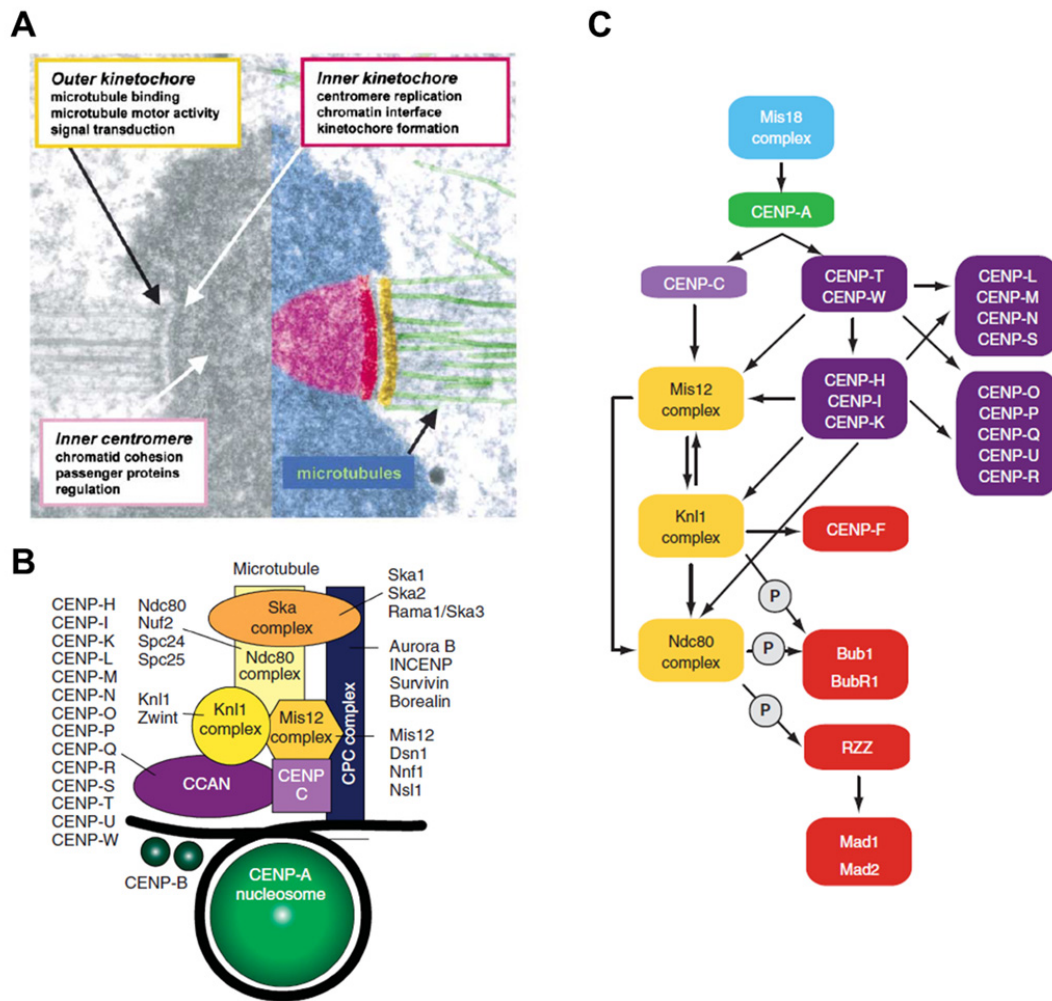 A
Outer kinetochore
microtubule binding
microtubule motor activity
signal transduction
Inner kinetochore
centromere replication
chromatin interface
kinetochore formation
Inner centromere
chromatid cohesion
passenger proteins
regulation
microtubules
B
Microtubule
CENP-H
CENP-I
CENP-K
CENP-L
CENP-M
CENP-N
CENP-O
CENP-P
CENP-Q
CENP-R
CENP-S
CENP-T
CENP-U
CENP-W
Ndc80
Nuf2
Spc24
Spc25
Knl1
Zwint
Ska
complex
Ndc80
complex
Knl1
complex
Mis12
complex
CPC complex
CCAN
CENP
C
Ska1
Ska2
Rama1/Ska3
Aurora B
INCENP
Survivin
Borealin
Mis12
Dsn1
Nnf1
Nsl1
CENP-B
CENP-A
nucleosome
C
Mis18
complex
CENP-A
CENP-C
CENP-T
CENP-W
CENP-L
CENP-M
CENP-N
CENP-S
Mis12
complex
CENP-H
CENP-I
CENP-K
CENP-O
CENP-P
CENP-Q
CENP-U
CENP-R
Knl1
complex
CENP-F
P
Ndc80
complex
P
Bub1
BubR1
P
RZZ
Mad1
Mad2